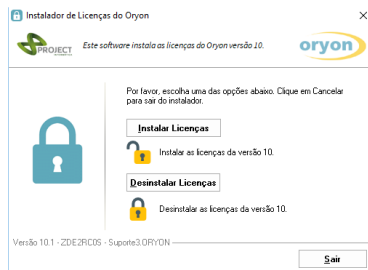 Instalador de Licenças do Oryon
SPROJECT
Este software instala as licenças do Oryon versão 10.
oryon
Por favor, escolha uma das opções abaixo. Clique em Cancelar
para sair do instalador.
Instalar Licenças
Instalar as licenças da versão 10.
Desinstalar Licenças
Desinstalar as licenças da versão 10.
Versão 10.1 - ZDE2RC05 - Suporte3.ORYON
Sair